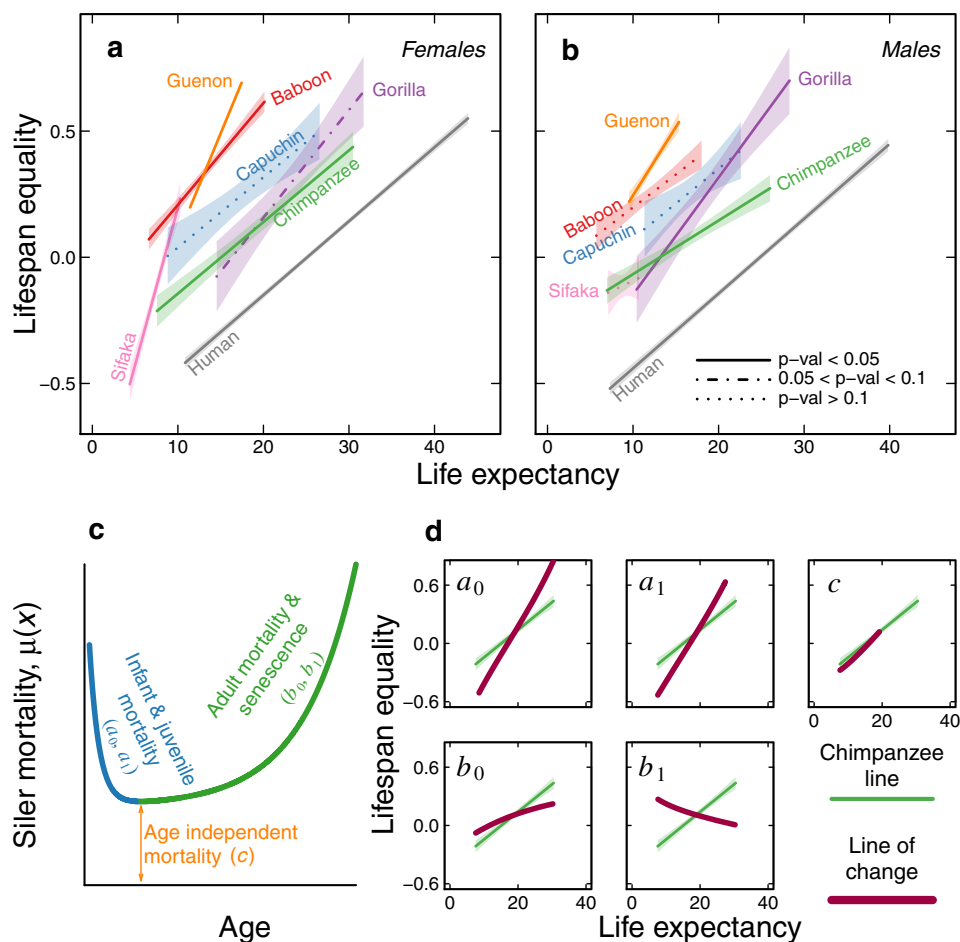 a
Females
Guenon
Baboon
Gorilla
Capuchin
Chimpanzee
Sifaka
Human
Lifespan equality
0.5
0.0
−0.5
0
10
20
30
40
b
Males
Guenon
Gorilla
Chimpanzee
Baboon
Capuchin
Sifaka
Human
p−val < 0.05
0.05 < p−val < 0.1
p−val > 0.1
0
10
20
30
40
Life expectancy
c
Siler mortality, μ(x)
Infant & juvenile
mortality
(a0, a1)
Adult mortality &
senescence
(b0, b1)
Age independent
mortality (c)
Age
d
Lifespan equality
0.6
0.0
−0.6
a0
a1
c
0
20
40
0.6
0.0
−0.6
b0
b1
0
20
40
0
20
40
Life expectancy
Chimpanzee
line
Line of
change